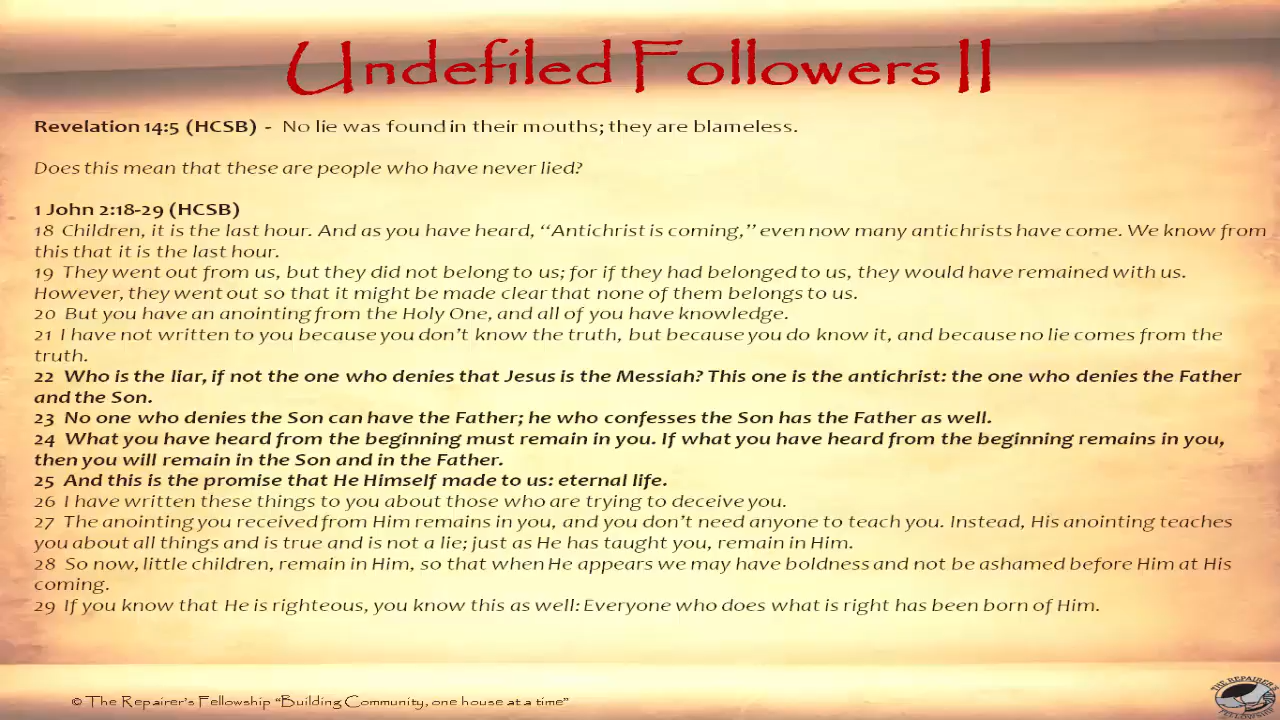 Undefiled Followers II
Revelation 14:5 (HCSB) - No lie was found in their mouths; they are blameless.
Does this mean that these are people who have never lied?
1 John 2:18-29 (HCSB)
18 Children, it is the last hour. And as you have heard, “Antichrist is coming,” even now many antichrists have come. We know from
this that it is the last hour.
19 They went out from us, but they did not belong to us; for if they had belonged to us, they would have remained with us.
However, they went out so that it might be made clear that none of them belongs to us.
20 But you have an anointing from the Holy One, and all of you have knowledge.
21 I have not written to you because you don’t know the truth, but because you do know it, and because no lie comes from the
truth.
22 Who is the liar, if not the one who denies that Jesus is the Messiah? This one is the antichrist: the one who denies the Father
and the Son.
23 No one who denies the Son can have the Father; he who confesses the Son has the Father as well.
24 What you have heard from the beginning must remain in you. If what you have heard from the beginning remains in you,
then you will remain in the Son and in the Father.
25 And this is the promise that He Himself made to us: eternal life.
26 I have written these things to you about those who are trying to deceive you.
27 The anointing you received from Him remains in you, and you don’t need anyone to teach you. Instead, His anointing teaches
you about all things and is true and is not a lie; just as He has taught you, remain in Him.
28 So now, little children, remain in Him, so that when He appears we may have boldness and not be ashamed before Him at His
coming.
29 If you know that He is righteous, you know this as well: Everyone who does what is right has been born of Him.
© The Repairer’s Fellowship “Building Community, one house at a time”
THE REPAIRER'S
FELLOWSHIP